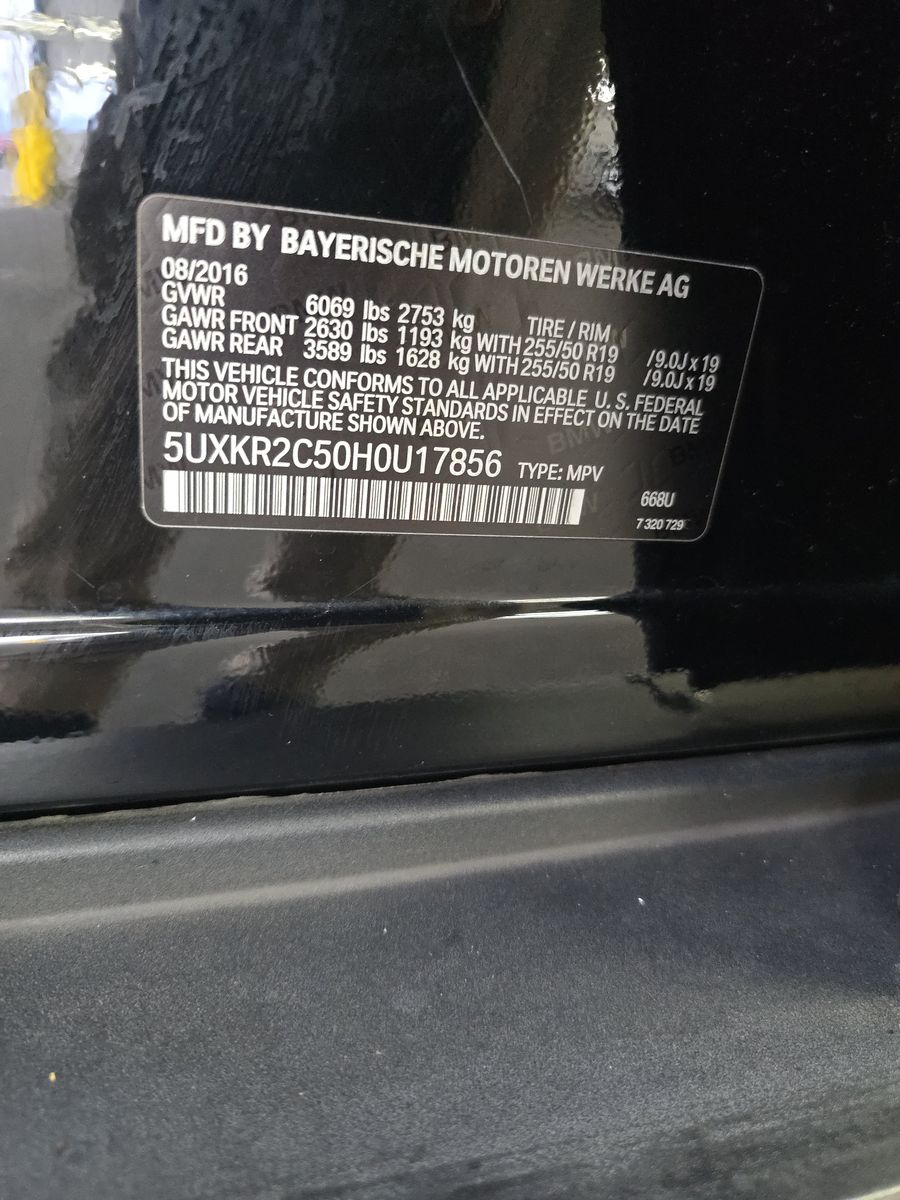 MFD BY BAYERISCHE MOTOREN WERKE AG
08/2016
GVWR 6069 lbs 2753 kg TIRE / RIM
GAWR FRONT 2630 lbs 1193 kg WITH 255/50 R19 /9.0J x 19
GAWR REAR 3589 lbs 1628 kg WITH 255/50 R19 /9.0J x 19
THIS VEHICLE CONFORMS TO ALL APPLICABLE U.S. FEDERAL
MOTOR VEHICLE SAFETY STANDARDS IN EFFECT ON THE DATE
OF MANUFACTURE SHOWN ABOVE.
5UXKR2C50H0U17856 TYPE: MPV
668U
7 320 729